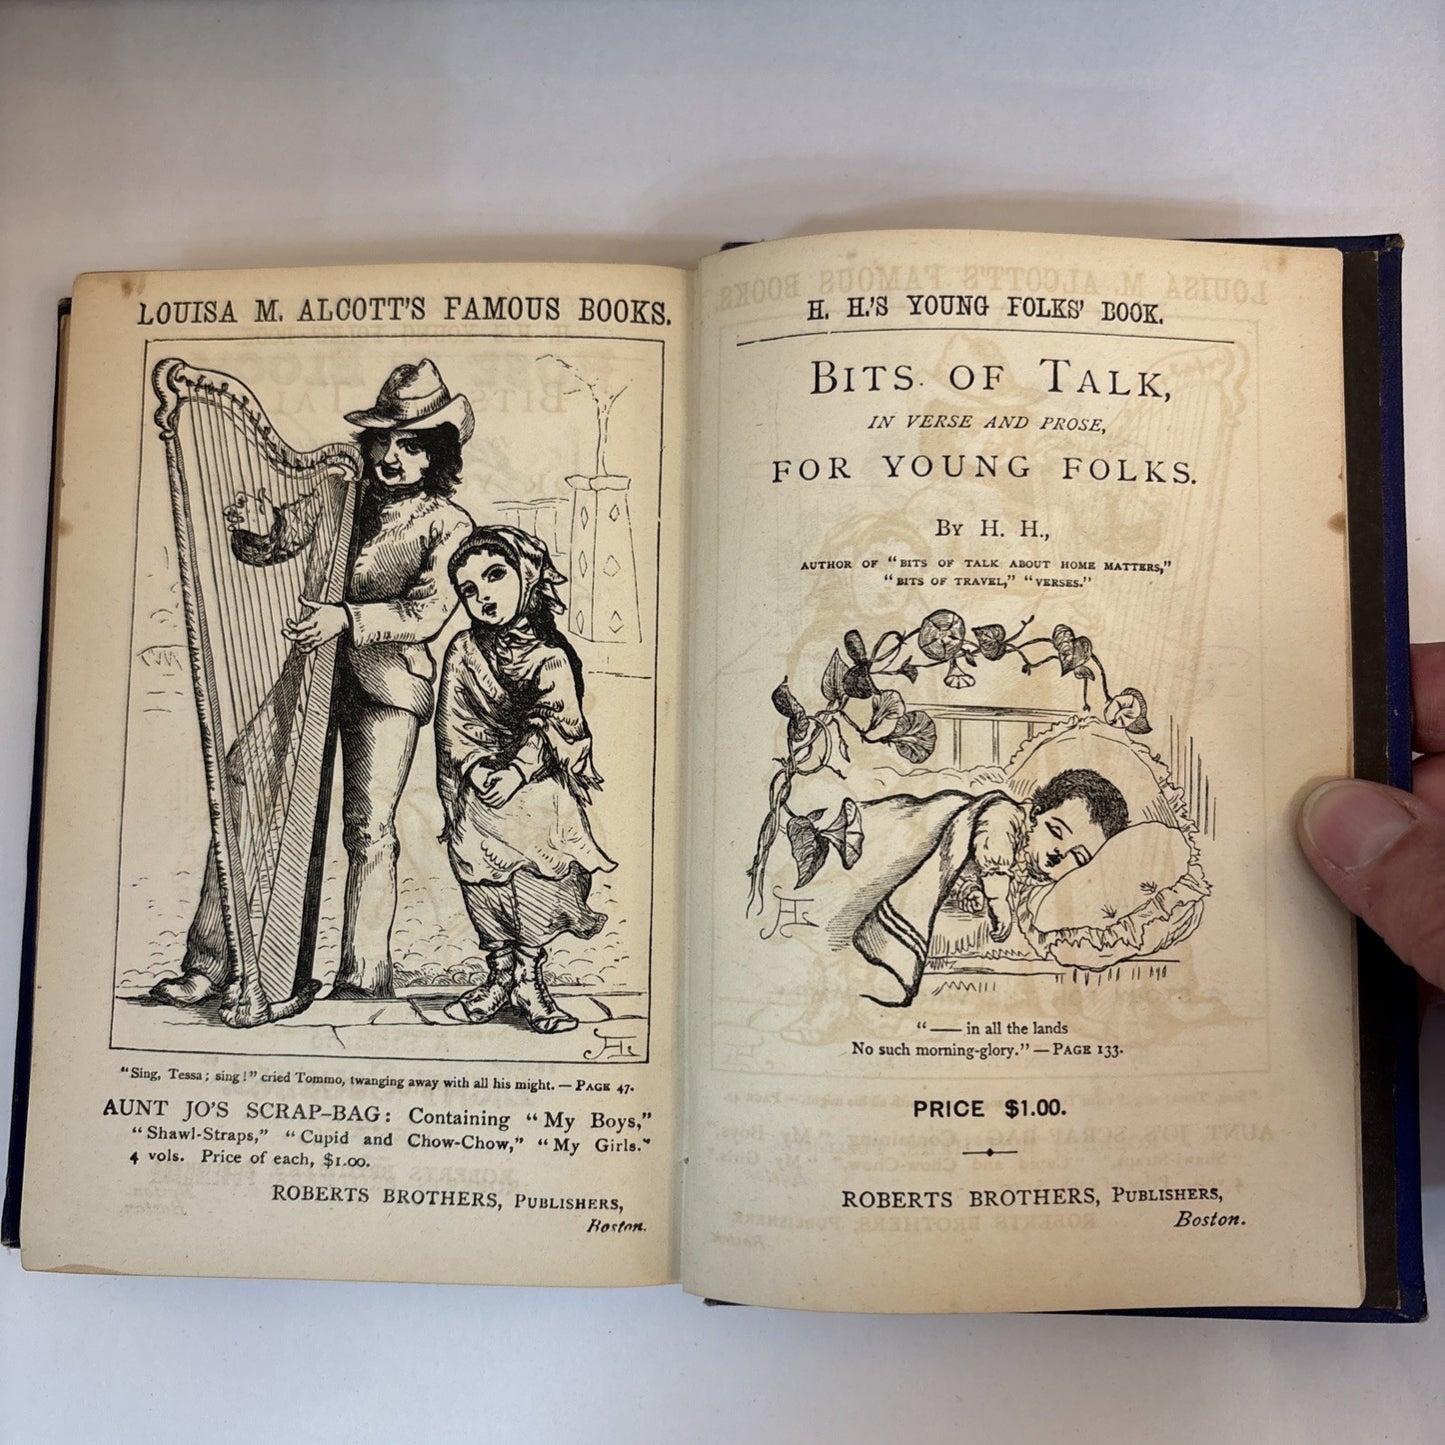 LOUISA M. ALCOTT'S FAMOUS BOOKS.
"Sing, Tessa; sing!" cried Tommo, twanging away with all his might. — PAGE 47.
AUNT JO'S SCRAP-BAG: Containing "My Boys,"
"Shawl-Straps," "Cupid and Chow-Chow," "My Girls."
4 vols. Price of each, $1.00.
ROBERTS BROTHERS, PUBLISHERS,
Boston.
H. H.'S YOUNG FOLKS' BOOK.
BITS OF TALK,
IN VERSE AND PROSE,
FOR YOUNG FOLKS.
BY H. H.,
AUTHOR OF "BITS OF TALK ABOUT HOME MATTERS,"
"BITS OF TRAVEL," "VERSES."
"—— in all the lands
No such morning-glory." — PAGE 133.
PRICE $1.00.
ROBERTS BROTHERS, PUBLISHERS,
Boston.